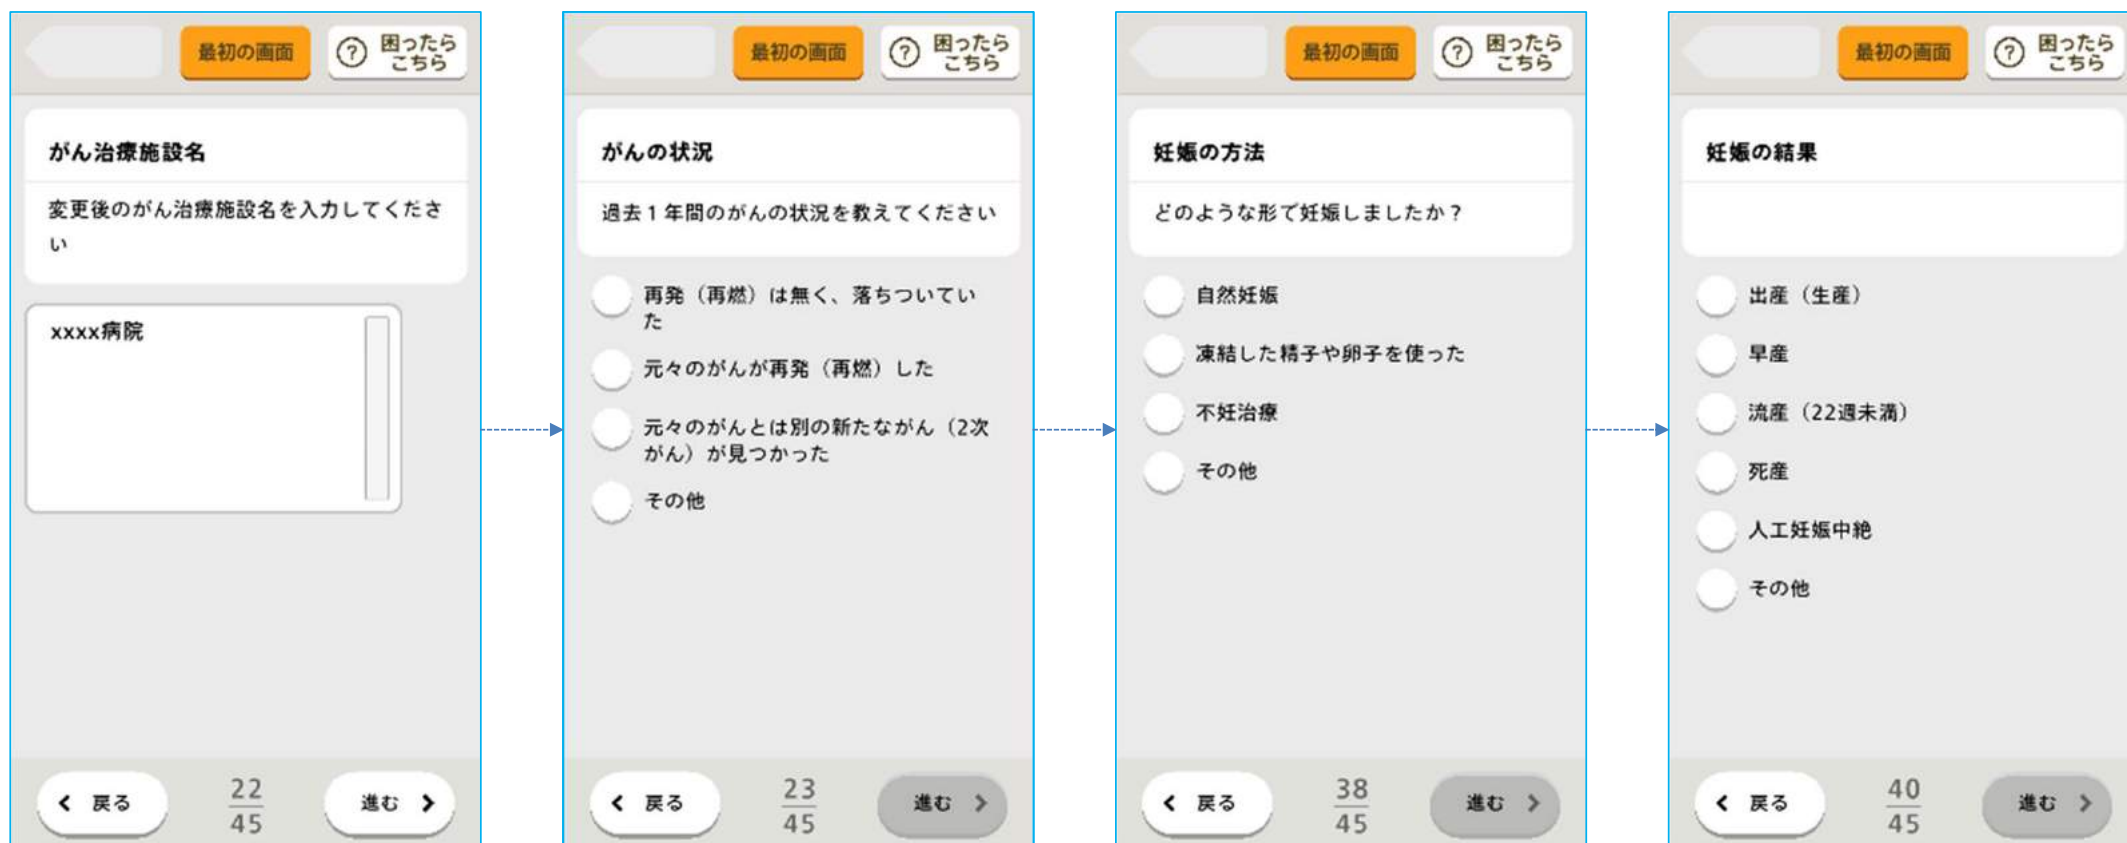 最初の画面
? 困ったら
こちら
がん治療施設名
変更後のがん治療施設名を入力してくださ
い
xxxx病院
戻る
22
45
進む
最初の画面
? 困ったら
こちら
がんの状況
過去1年間のがんの状況を教えてください
再発（再燃）は無く、落ちついてい
た
元々のがんが再発（再燃）した
元々のがんとは別の新たながん（2次
がん）が見つかった
その他
戻る
23
45
進む
最初の画面
? 困ったら
こちら
妊娠の方法
どのような形で妊娠しましたか？
自然妊娠
凍結した精子や卵子を使った
不妊治療
その他
戻る
38
45
進む
最初の画面
? 困ったら
こちら
妊娠の結果
出産（生産）
早産
流産（22週未満）
死産
人工妊娠中絶
その他
戻る
40
45
進む